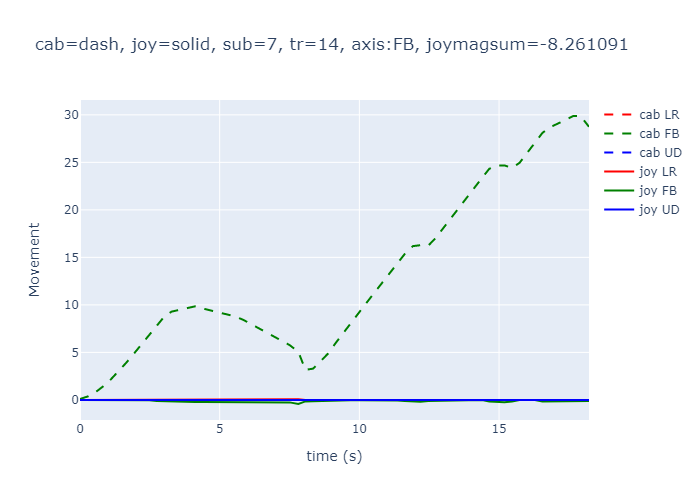 cab=dash, joy=solid, sub=7, tr=14, axis:FB, joymagsum=-8.261091
30
25
20
15
10
5
0
Movement
0
5
10
15
time (s)
cab LR
cab FB
cab UD
joy LR
joy FB
joy UD